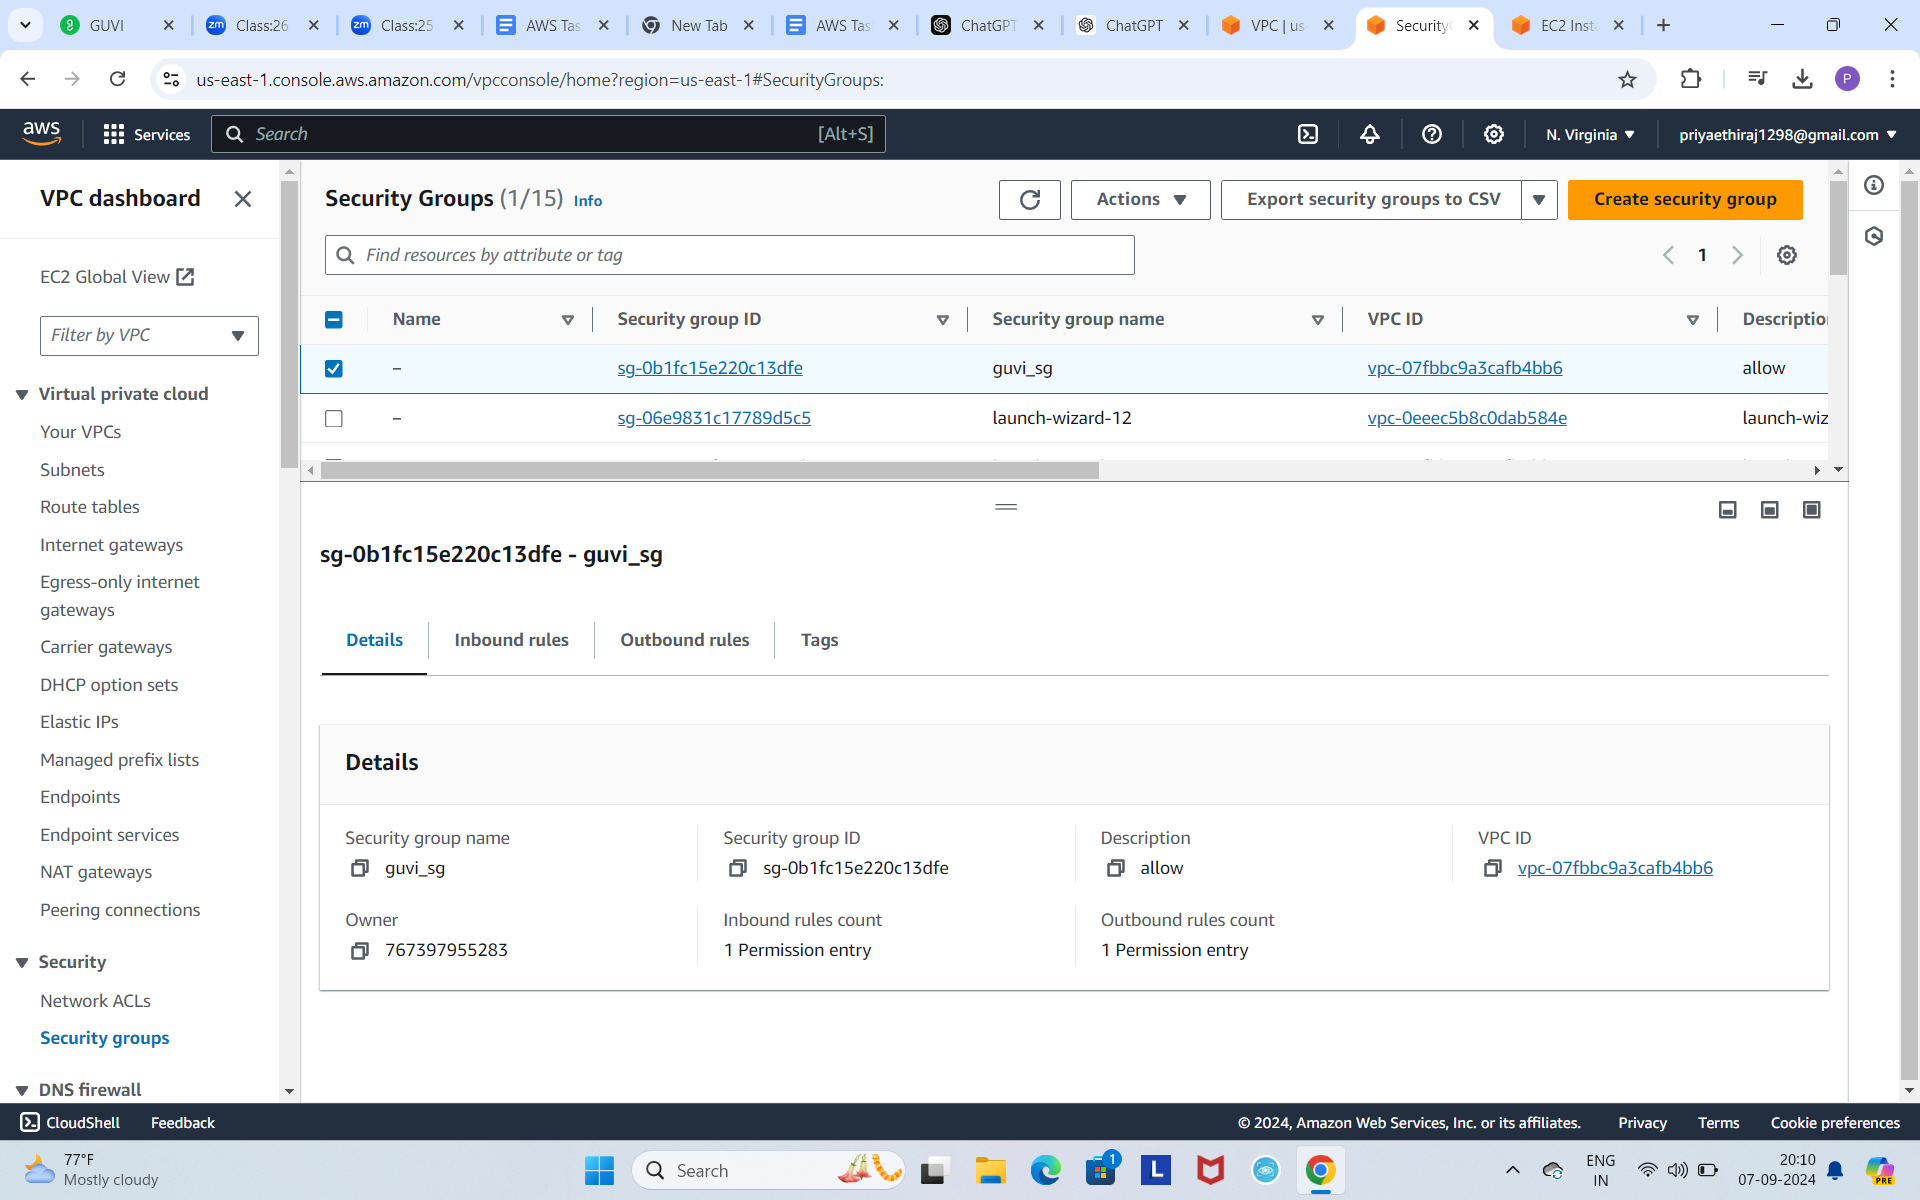 GUVI
Class:26
Class:25
AWS Tas
New Tab
AWS Tas
ChatGPT
ChatGPT
VPC | us-
Security
EC2 Inst
us-east-1.console.aws.amazon.com/vpcconsole/home?region=us-east-1#SecurityGroups:
P
aws
Services
Search
[Alt+S]
N. Virginia
priyaethiraj1298@gmail.com
VPC dashboard
EC2 Global View
Filter by VPC
Virtual private cloud
Your VPCs
Subnets
Route tables
Internet gateways
Egress-only internet
gateways
Carrier gateways
DHCP option sets
Elastic IPs
Managed prefix lists
Endpoints
Endpoint services
NAT gateways
Peering connections
Security
Network ACLs
Security groups
DNS firewall
Security Groups (1/15) Info
Actions
Export security groups to CSV
Create security group
Find resources by attribute or tag
1
Name
Security group ID
Security group name
VPC ID
Descriptio
–
sg-0b1fc15e220c13dfe
guvi_sg
vpc-07fbbc9a3cafb4bb6
allow
–
sg-06e9831c17789d5c5
launch-wizard-12
vpc-0eeec5b8c0dab584e
launch-wiz
sg-0b1fc15e220c13dfe - guvi_sg
Details
Inbound rules
Outbound rules
Tags
Details
Security group name
guvi_sg
Security group ID
sg-0b1fc15e220c13dfe
Description
allow
VPC ID
vpc-07fbbc9a3cafb4bb6
Owner
767397955283
Inbound rules count
1 Permission entry
Outbound rules count
1 Permission entry
CloudShell
Feedback
© 2024, Amazon Web Services, Inc. or its affiliates.
Privacy
Terms
Cookie preferences
77°F
Mostly cloudy
Search
1
L
ENG
IN
20:10
07-09-2024
PRE